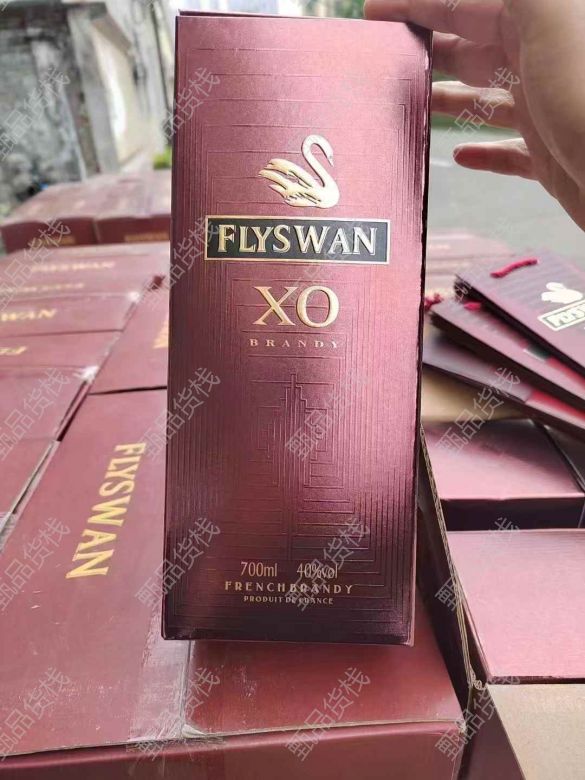 FLYSWAN
XO
BRANDY
700ml 40%vol
FRENCHBRANDY
PRODUIT DE FRANCE
FLYSWAN
甄品货栈